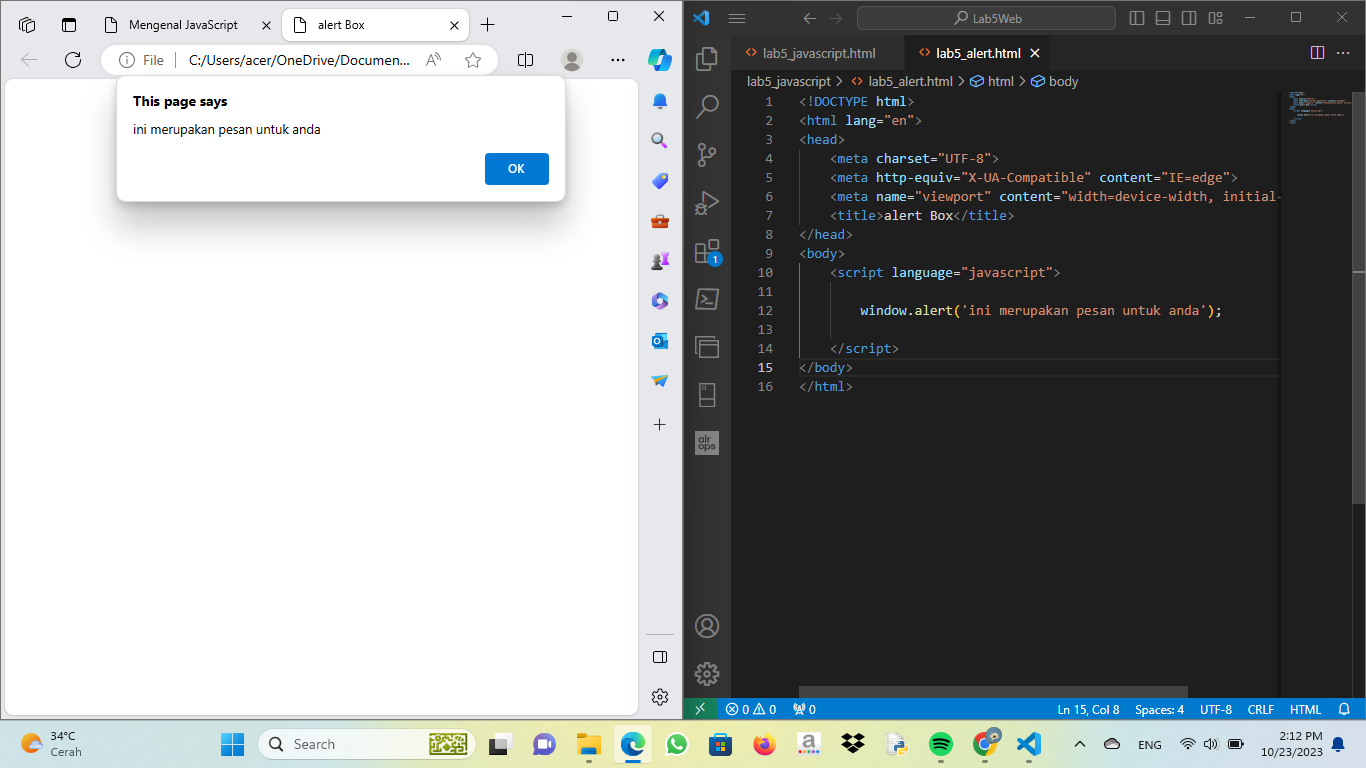 Mengenal JavaScript
alert Box
File
C:/Users/acer/OneDrive/Documen...
This page says
ini merupakan pesan untuk anda
OK
Lab5Web
lab5_javascript.html
lab5_alert.html
lab5_javascript > lab5_alert.html > html > body
1 <!DOCTYPE html>
2 <html lang="en">
3 <head>
4 <meta charset="UTF-8">
5 <meta http-equiv="X-UA-Compatible" content="IE=edge">
6 <meta name="viewport" content="width=device-width, initial-
7 <title>alert Box</title>
8 </head>
9 <body>
10 <script language="javascript">
11
12 window.alert('ini merupakan pesan untuk anda');
13
14 </script>
15 </body>
16 </html>
1
air
ops
0 0 0
Ln 15, Col 8 Spaces: 4 UTF-8 CRLF HTML
34°C
Cerah
Search
a
ENG
2:12 PM
10/23/2023